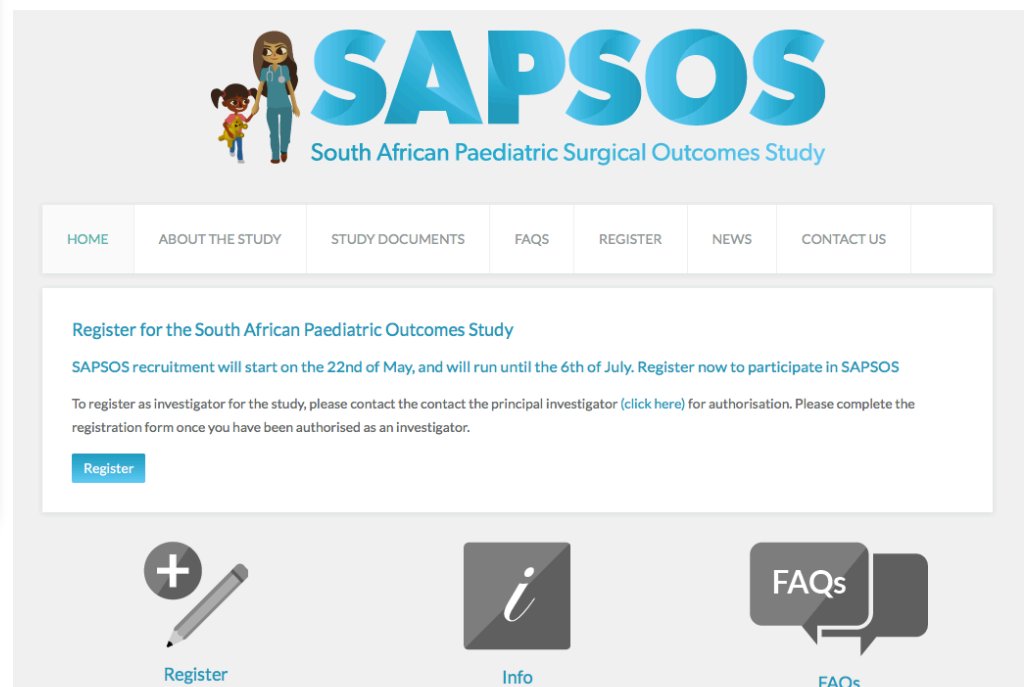 SAPSOS
South African Paediatric Surgical Outcomes Study
HOME ABOUT THE STUDY STUDY DOCUMENTS FAQS REGISTER NEWS CONTACT US
Register for the South African Paediatric Outcomes Study
SAPSOS recruitment will start on the 22nd of May, and will run until the 6th of July. Register now to participate in SAPSOS
To register as investigator for the study, please contact the contact the principal investigator (click here) for authorisation. Please complete the
registration form once you have been authorised as an investigator.
Register
FAQs
i
Register
Info
FAQs